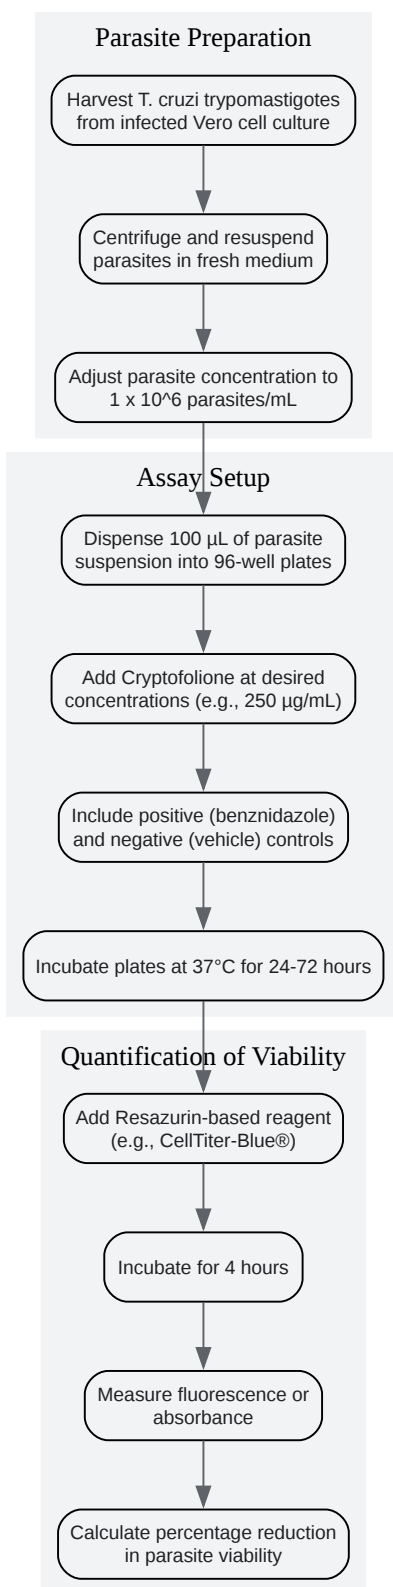 Parasite Preparation
Harvest T. cruzi trypomastigotes
from infected Vero cell culture
Centrifuge and resuspend
parasites in fresh medium
Adjust parasite concentration to
1 x 10^6 parasites/mL
Assay Setup
Dispense 100 µL of parasite
suspension into 96-well plates
Add Cryptofolione at desired
concentrations (e.g., 250 µg/mL)
Include positive (benznidazole)
and negative (vehicle) controls
Incubate plates at 37°C for 24-72 hours
Quantification of Viability
Add Resazurin-based reagent
(e.g., CellTiter-Blue®)
Incubate for 4 hours
Measure fluorescence or
absorbance
Calculate percentage reduction
in parasite viability